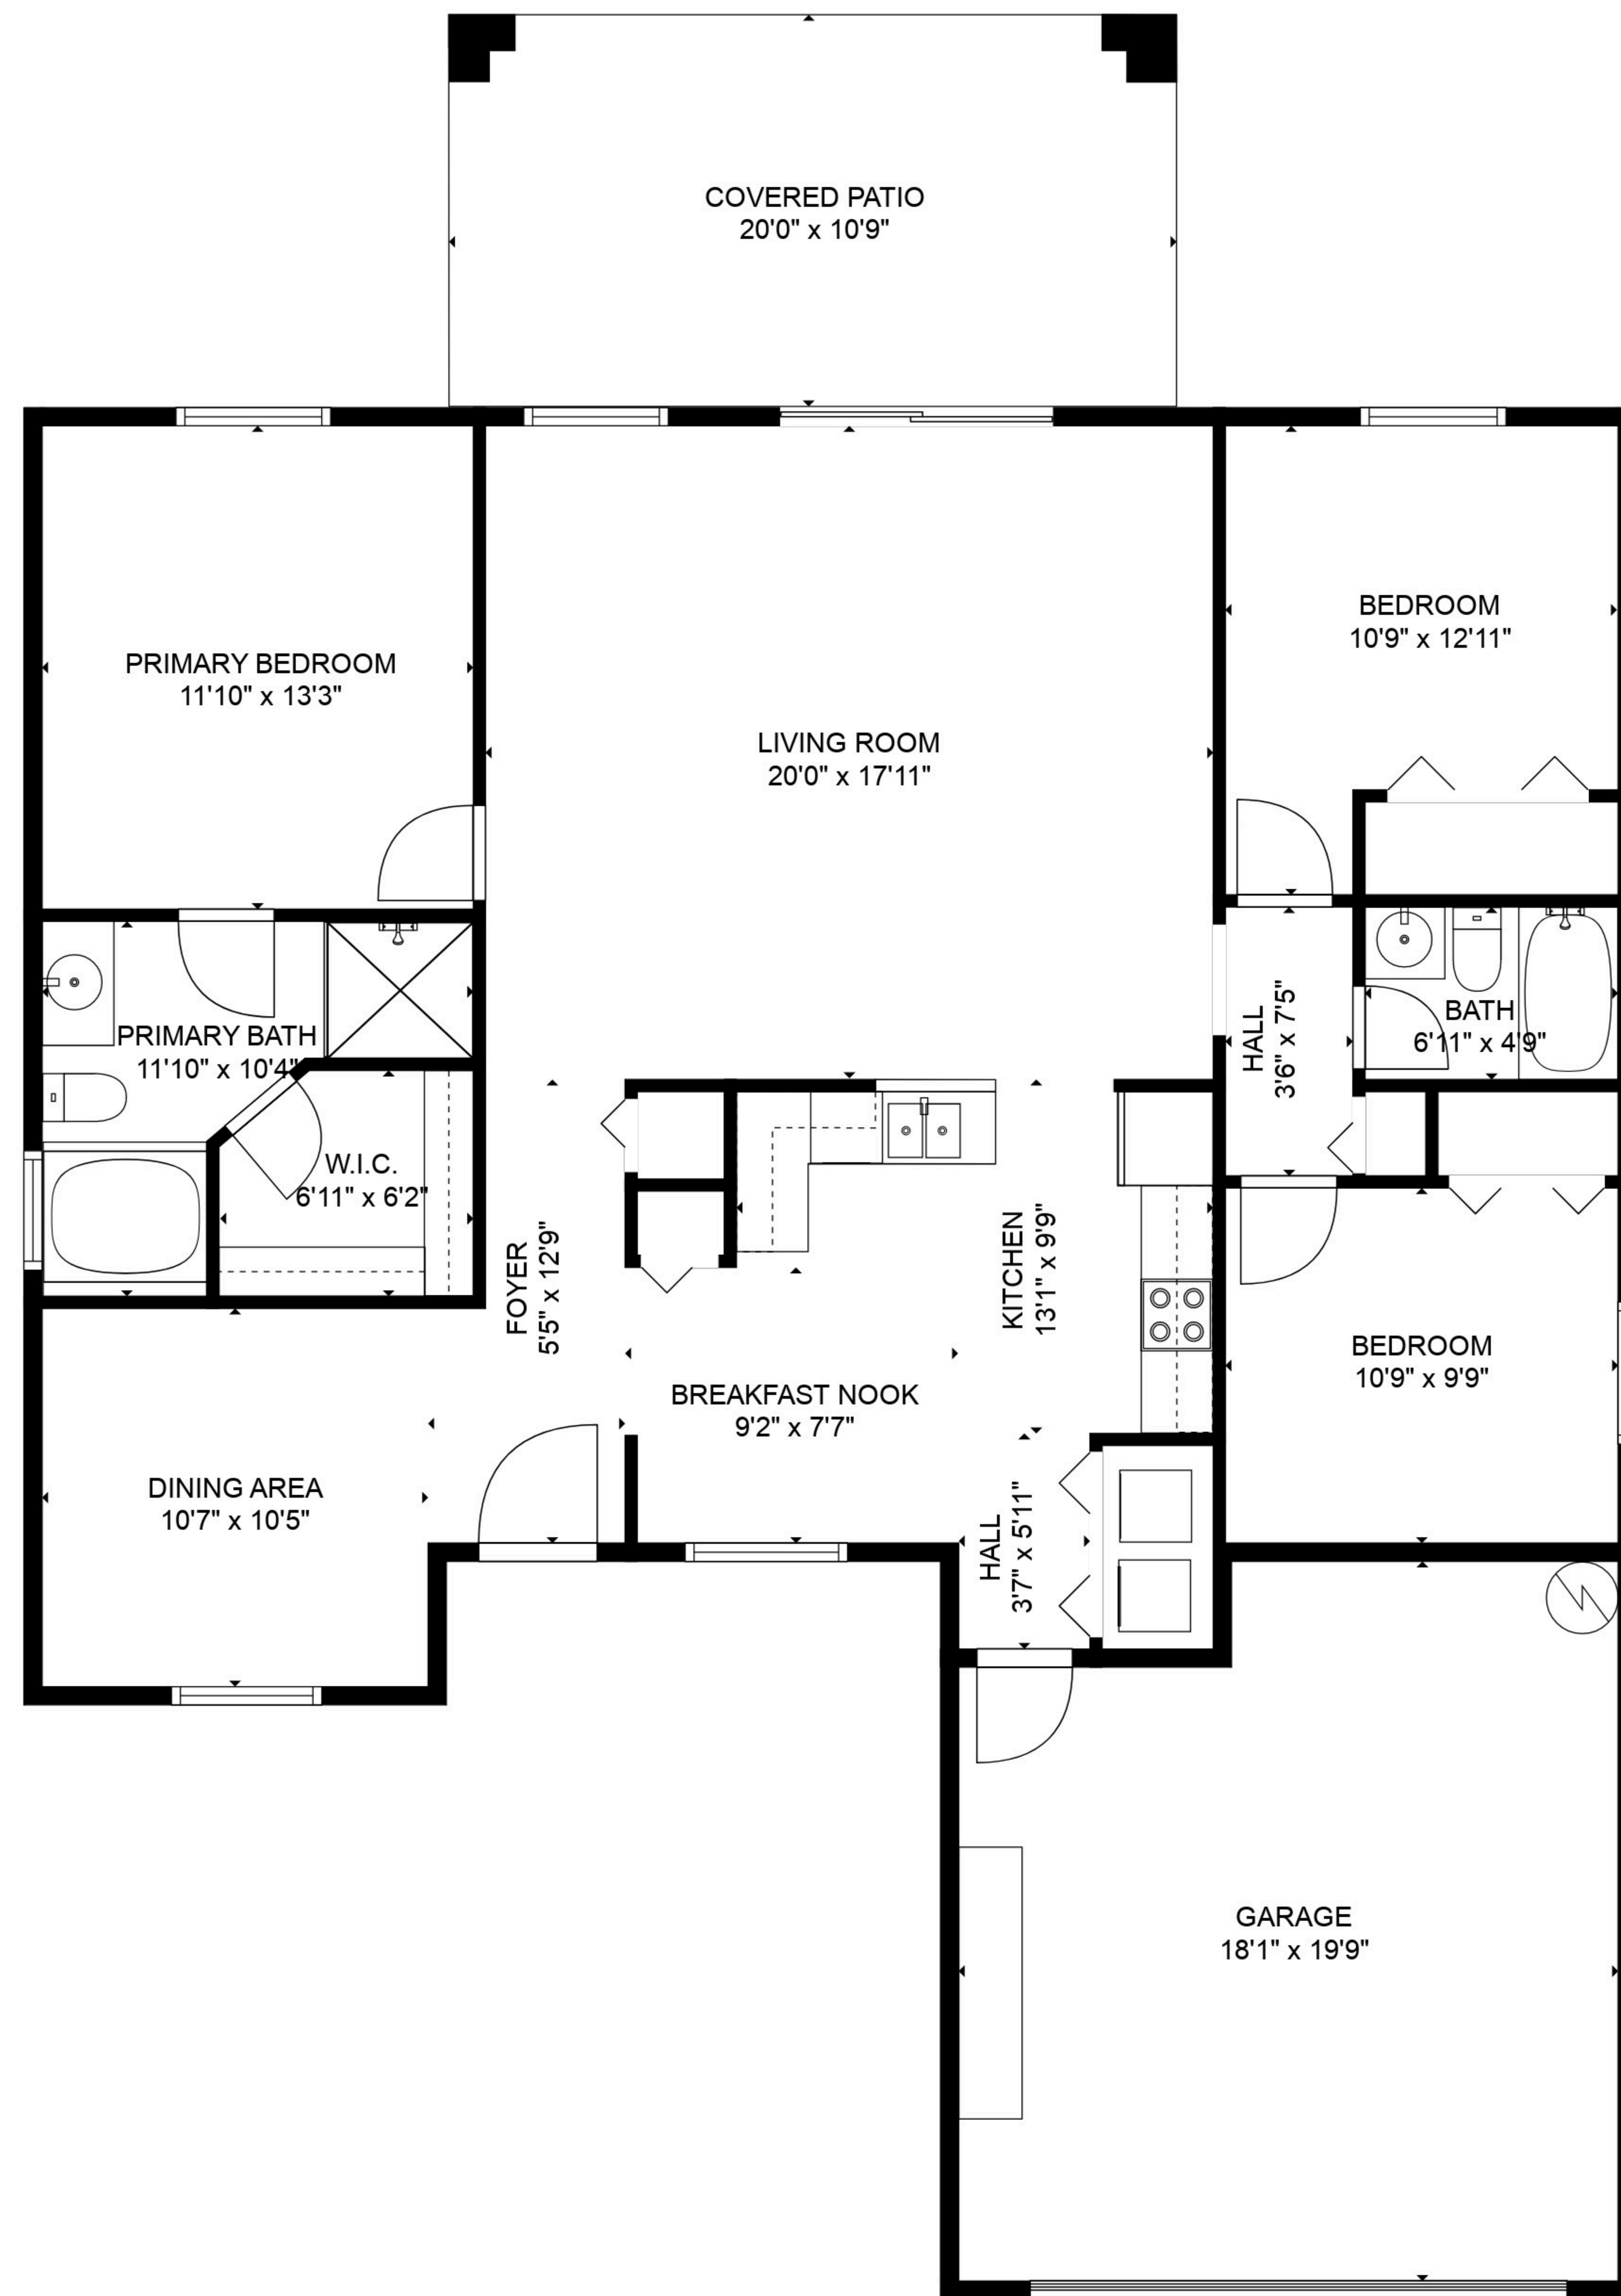 COVERED PATIO
20'0" x 10'9"
BEDROOM
10'9" x 12'11"
PRIMARY BEDROOM
11'10" x 13'3"
LIVING ROOM
20'0" x 17'11"
PRIMARY BATH
11'10" x 10'4"
HALL
3'6" x 7'5"
BATH
6'11" x 4'9"
W.I.C.
6'11" x 6'2"
FOYER
5'5" x 12'9"
KITCHEN
13'1" x 9'9"
BREAKFAST NOOK
9'2" x 7'7"
BEDROOM
10'9" x 9'9"
DINING AREA
10'7" x 10'5"
HALL
3'7" x 5'11"
GARAGE
18'1" x 19'9"